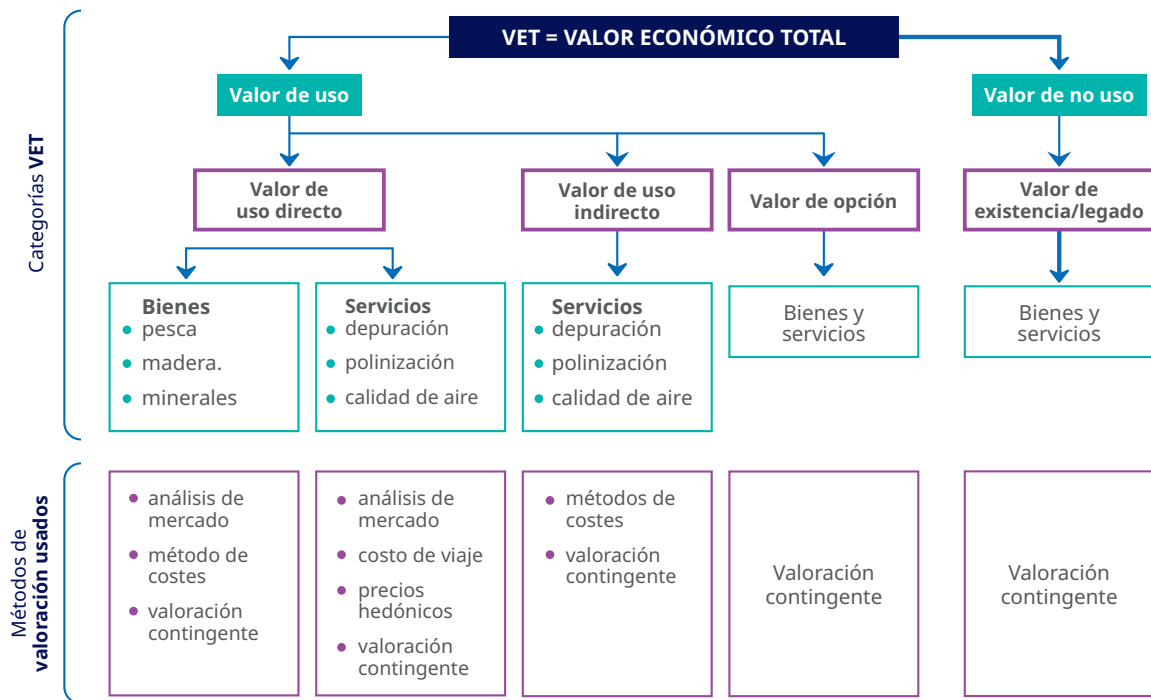 VET = VALOR ECONÓMICO TOTAL
Valor de uso
Valor de no uso
Categorías VET
Valor de
uso directo
Valor de uso
indirecto
Valor de opción
Valor de
existencia/legado
Bienes
pesca
madera.
minerales
Servicios
depuración
polinización
calidad de aire
Servicios
depuración
polinización
calidad de aire
Bienes y
servicios
Bienes y
servicios
Métodos de
valoración usados
análisis de
mercado
método de
costes
valoración
contingente
análisis de
mercado
costo de viaje
precios
hedónicos
valoración
contingente
métodos de
costes
valoración
contingente
Valoración
contingente
Valoración
contingente